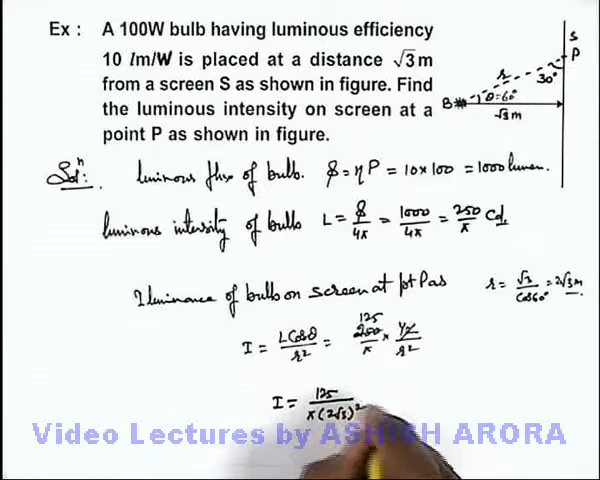 Ex : A 100W bulb having luminous efficiency
10 lm/W is placed at a distance √3 m
from a screen S as shown in figure. Find
the luminous intensity on screen at a
point P as shown in figure.
S
P
r
30°
θ=60°
B
√3 m
Solⁿ: luminous flux of bulb. φ = ηP = 10×100 = 1000 lumen.
luminous intensity of bulb L = φ/4π = 1000/4π = 250/π Cd.
Illuminance of bulb on screen at pt P as r = √3/cos60° = 2√3 m
I = LCosθ/r² = 250/π × 1/2/r²
125
I = 125/π(2√3)²
Video Lectures by ASHISH ARORA